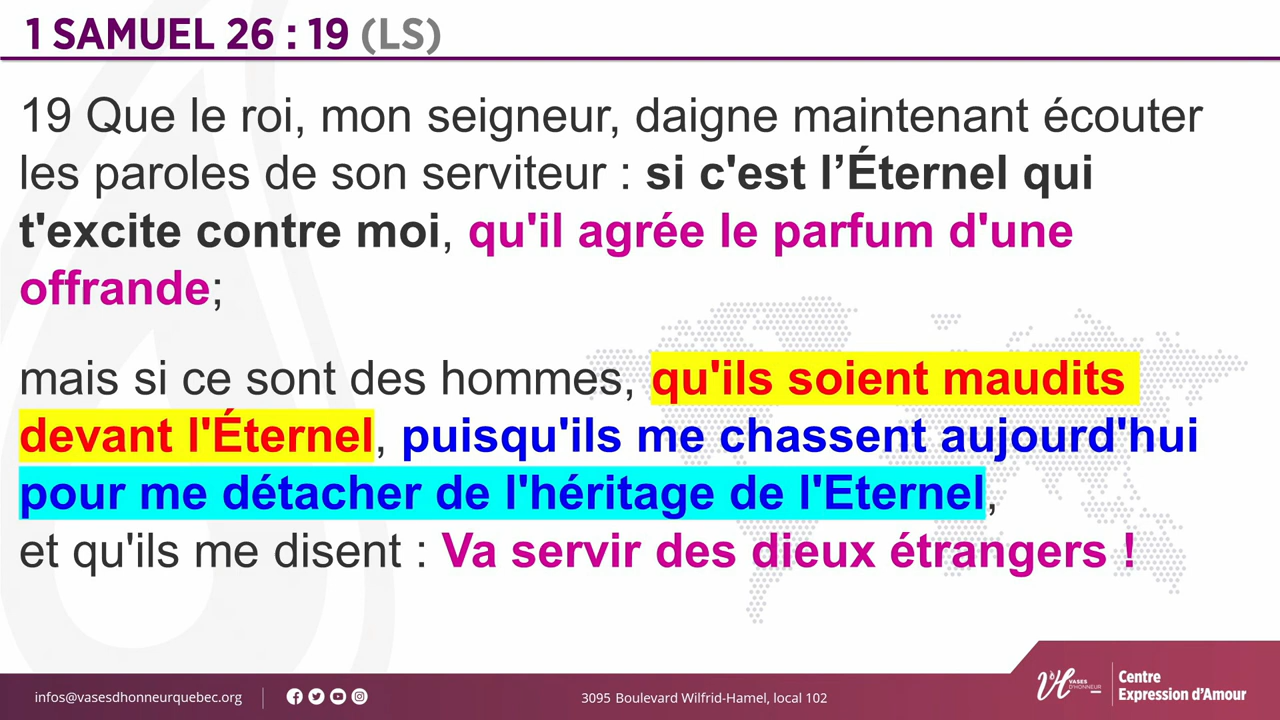 1 SAMUEL 26 : 19 (LS)
19 Que le roi, mon seigneur, daigne maintenant écouter
les paroles de son serviteur : si c'est l’Éternel qui
t'excite contre moi, qu'il agrée le parfum d'une
offrande;
mais si ce sont des hommes, qu'ils soient maudits
devant l'Éternel, puisqu'ils me chassent aujourd'hui
pour me détacher de l'héritage de l'Eternel,
et qu'ils me disent : Va servir des dieux étrangers !
infos@vasesdhonneurquebec.org
3095 Boulevard Wilfrid-Hamel, local 102
VASES
D'HONNEUR
Centre
Expression d'Amour